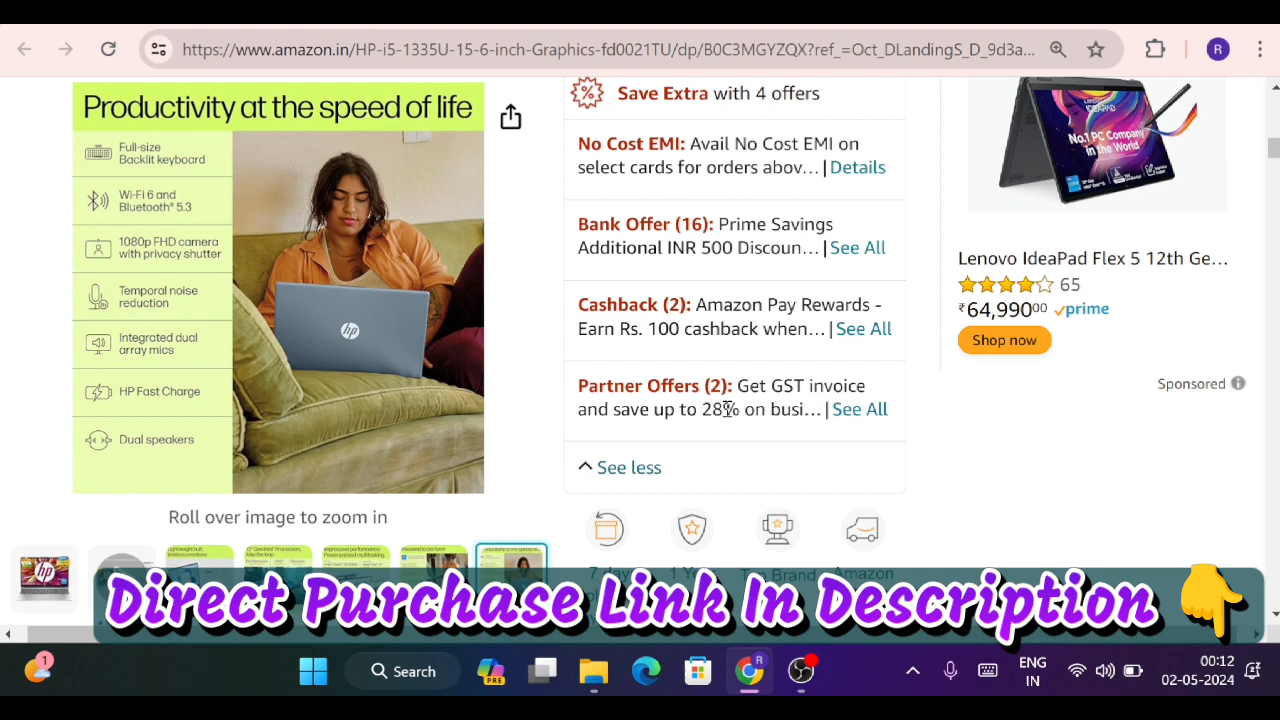 https://www.amazon.in/HP-i5-1335U-15-6-inch-Graphics-fd0021TU/dp/B0C3MGYZQX?ref_=Oct_DLandingS_D_9d3a...
R
Productivity at the speed of life
Full-size
Backlit keyboard
Wi-Fi 6 and
Bluetooth® 5.3
1080p FHD camera
with privacy shutter
Temporal noise
reduction
Integrated dual
array mics
HP Fast Charge
Dual speakers
hp
Roll over image to zoom in
Save Extra with 4 offers
No Cost EMI: Avail No Cost EMI on
select cards for orders abov... | Details
Bank Offer (16): Prime Savings
Additional INR 500 Discoun... | See All
Cashback (2): Amazon Pay Rewards -
Earn Rs. 100 cashback when... | See All
Partner Offers (2): Get GST invoice
and save up to 28% on busi... | See All
See less
No.1 PC Company
in the World
Lenovo IdeaPad Flex 5 12th Ge...
65
₹64,99000 prime
Shop now
Sponsored
Direct Purchase Link In Description
1
Search
PRE
R
ENG
IN
00:12
02-05-2024